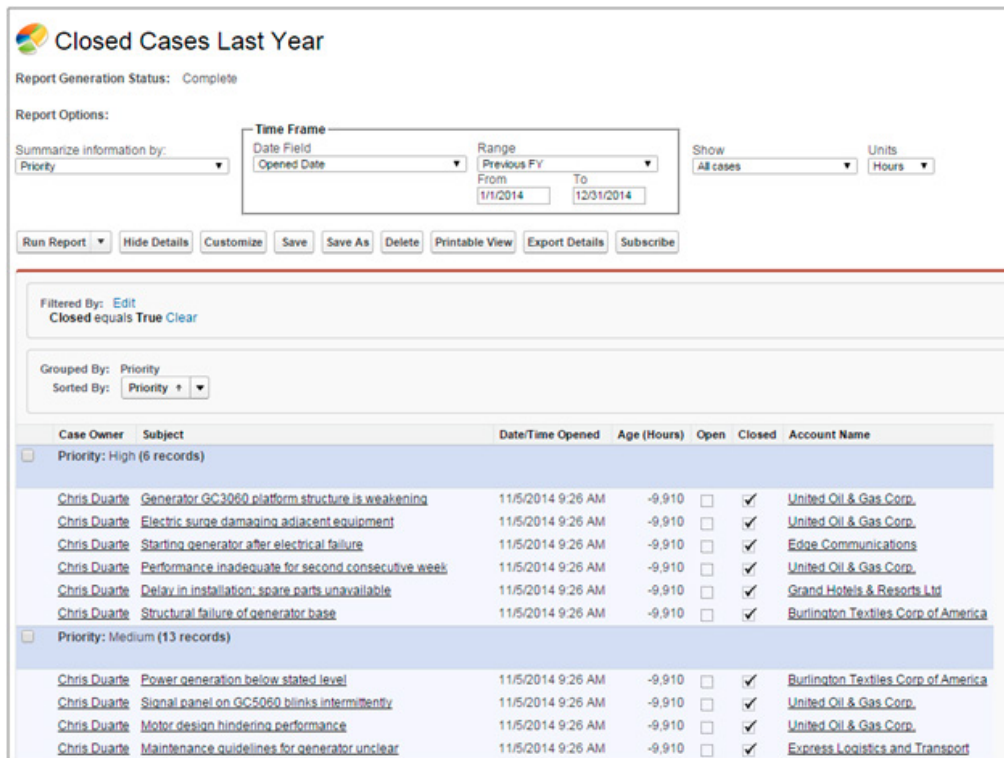 Closed Cases Last Year
Report Generation Status: Complete
Report Options:
Time Frame
Summarize information by: Date Field Range Show Units
Priority Opened Date Previous FY All cases Hours
From To
1/1/2014 12/31/2014
Run Report Hide Details Customize Save Save As Delete Printable View Export Details Subscribe
Filtered By: Edit
Closed equals True Clear
Grouped By: Priority
Sorted By: Priority ↑
Case Owner Subject Date/Time Opened Age (Hours) Open Closed Account Name
Priority: High (6 records)
Chris Duarte Generator GC3060 platform structure is weakening 11/5/2014 9:26 AM -9,910 United Oil & Gas Corp.
Chris Duarte Electric surge damaging adjacent equipment 11/5/2014 9:26 AM -9,910 United Oil & Gas Corp.
Chris Duarte Starting generator after electrical failure 11/5/2014 9:26 AM -9,910 Edge Communications
Chris Duarte Performance inadequate for second consecutive week 11/5/2014 9:26 AM -9,910 United Oil & Gas Corp.
Chris Duarte Delay in installation; spare parts unavailable 11/5/2014 9:26 AM -9,910 Grand Hotels & Resorts Ltd
Chris Duarte Structural failure of generator base 11/5/2014 9:26 AM -9,910 Burlington Textiles Corp of America
Priority: Medium (13 records)
Chris Duarte Power generation below stated level 11/5/2014 9:26 AM -9,910 Burlington Textiles Corp of America
Chris Duarte Signal panel on GC5060 blinks intermittently 11/5/2014 9:26 AM -9,910 United Oil & Gas Corp.
Chris Duarte Motor design hindering performance 11/5/2014 9:26 AM -9,910 United Oil & Gas Corp.
Chris Duarte Maintenance guidelines for generator unclear 11/5/2014 9:26 AM -9,910 Express Logistics and Transport